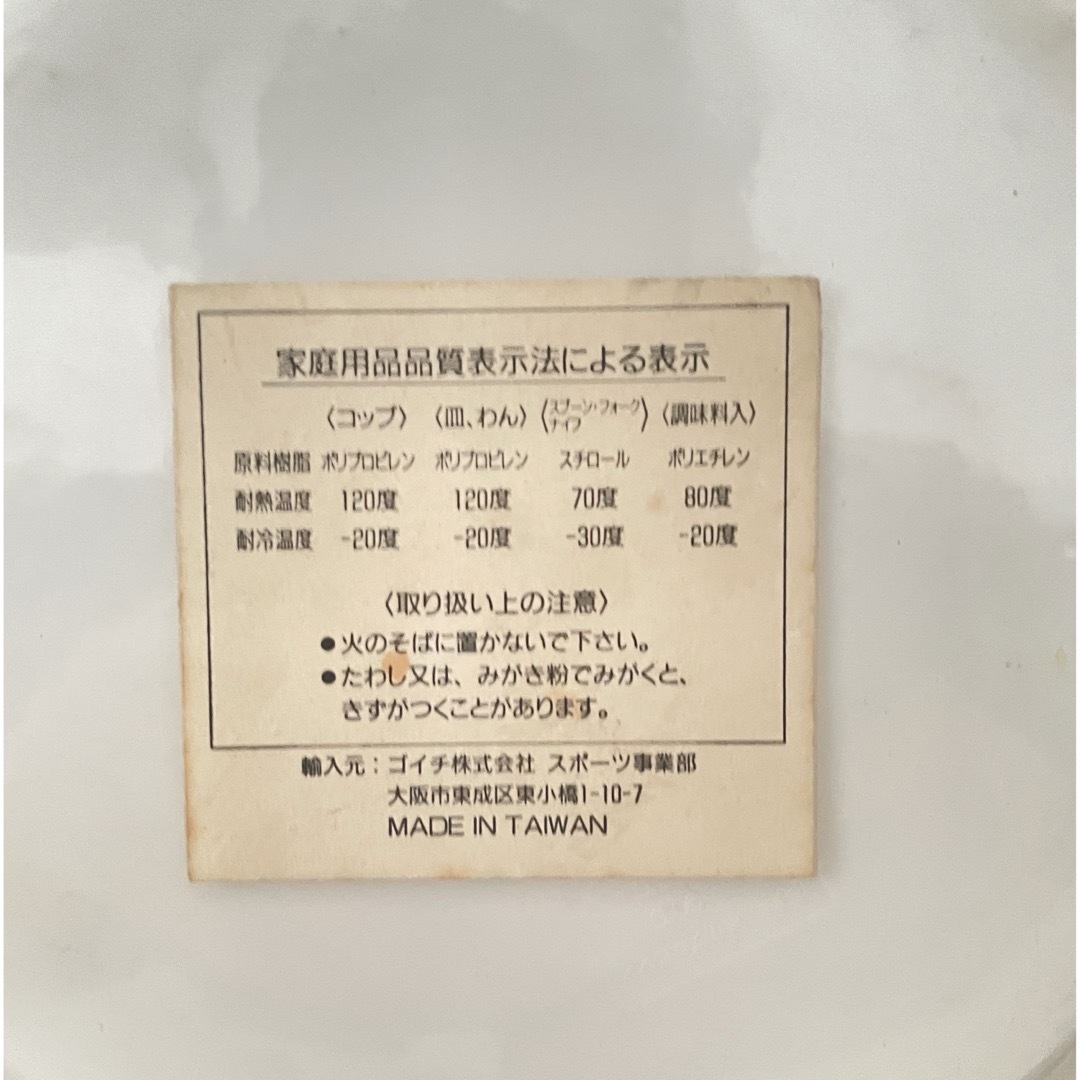 家庭用品品質表示法による表示
〈コップ〉 〈皿、わん〉 〈スプーン・フォーク ナイフ〉 〈調味料入〉
原料樹脂 ポリプロピレン ポリプロピレン スチロール ポリエチレン
耐熱温度 120度 120度 70度 80度
耐冷温度 -20度 -20度 -30度 -20度
〈取り扱い上の注意〉
●火のそばに置かないで下さい。
●たわし又は、みがき粉でみがくと、
きずがつくことがあります。
輸入元：ゴイチ株式会社 スポーツ事業部
大阪市東成区東小橋1-10-7
MADE IN TAIWAN